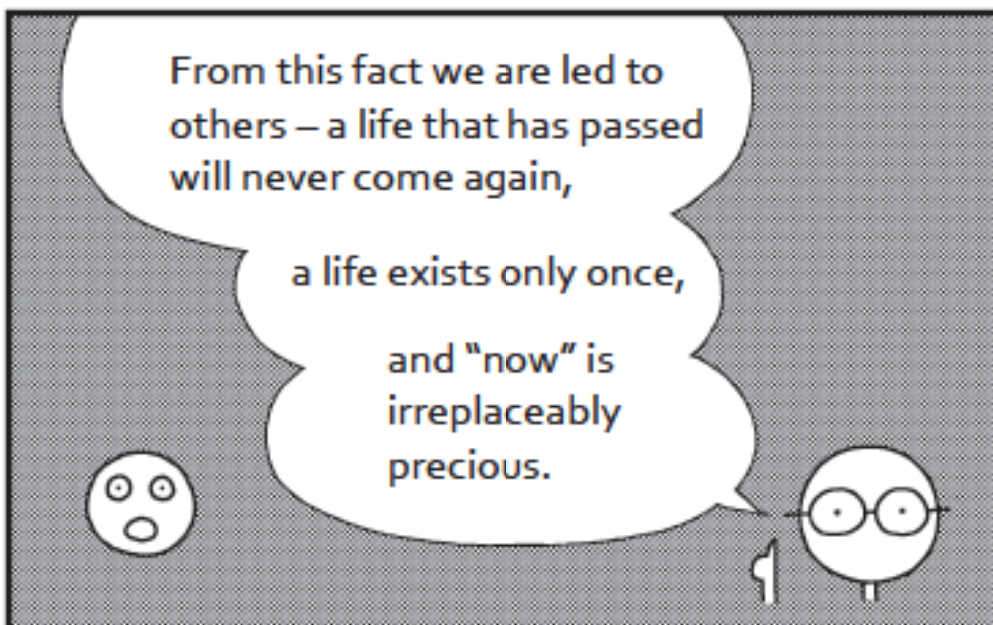 From this fact we are led to
others – a life that has passed
will never come again,
a life exists only once,
and “now” is
irreplaceably
precious.